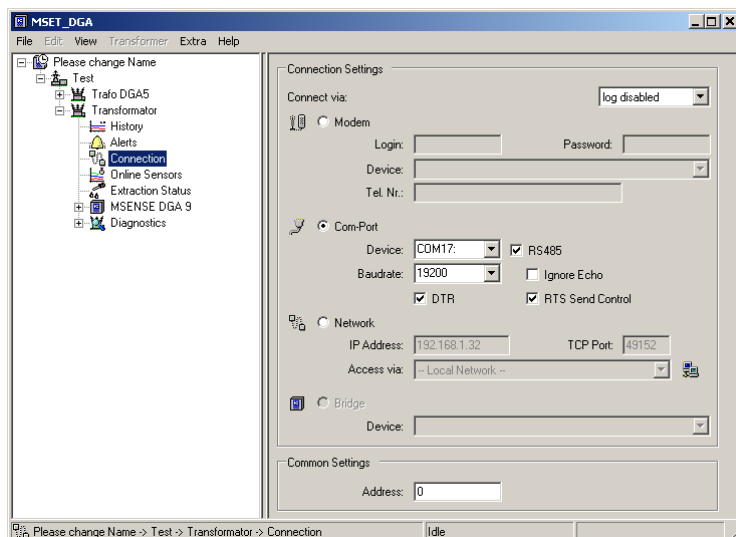 MSET_DGA
File Edit View Transformer Extra Help
Please change Name
Test
Trafo DGA5
Transformator
History
Alerts
Connection
Online Sensors
Extraction Status
MSENSE DGA 9
Diagnostics
Connection Settings
Connect via: log disabled
Modem
Login: Password:
Device:
Tel. Nr.:
Com-Port
Device: COM17: RS485
Baudrate: 19200 Ignore Echo
DTR RTS Send Control
Network
IP Address: 192.168.1.32 TCP Port: 49152
Access via: -- Local Network --
Bridge
Device:
Common Settings
Address: 0
Please change Name -> Test -> Transformator -> Connection Idle